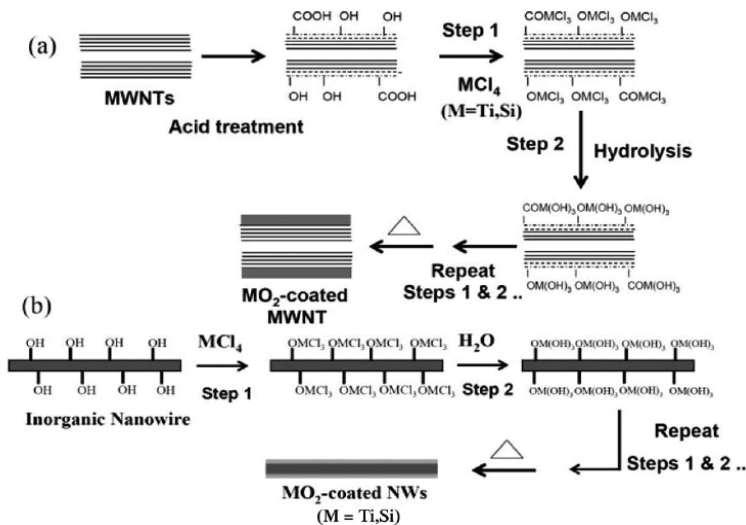 (a)
COOH OH OH
MWNTs
OH OH COOH
Acid treatment
Step 1
MCl₄
(M=Ti,Si)
COMCl₃ OMCl₃ OMCl₃
OMCl₃ OMCl₃ COMCl₃
Step 2 Hydrolysis
COM(OH)₃OM(OH)₃ OM(OH)₃
OM(OH)₃ OM(OH)₃ COM(OH)₃
Repeat
Steps 1 & 2 ..
MO₂-coated
MWNT
(b)
OH OH OH OH
OH OH OH OH
Inorganic Nanowire
MCl₄
Step 1
OMCl₃ OMCl₃ OMCl₃ OMCl₃
OMCl₃ OMCl₃ OMCl₃ OMCl₃
H₂O
Step 2
OM(OH)₃ OM(OH)₃ OM(OH)₃ OM(OH)₃
OM(OH)₃ OM(OH)₃ OM(OH)₃ OM(OH)₃
Repeat
Steps 1 & 2 ..
MO₂-coated NWs
(M = Ti,Si)